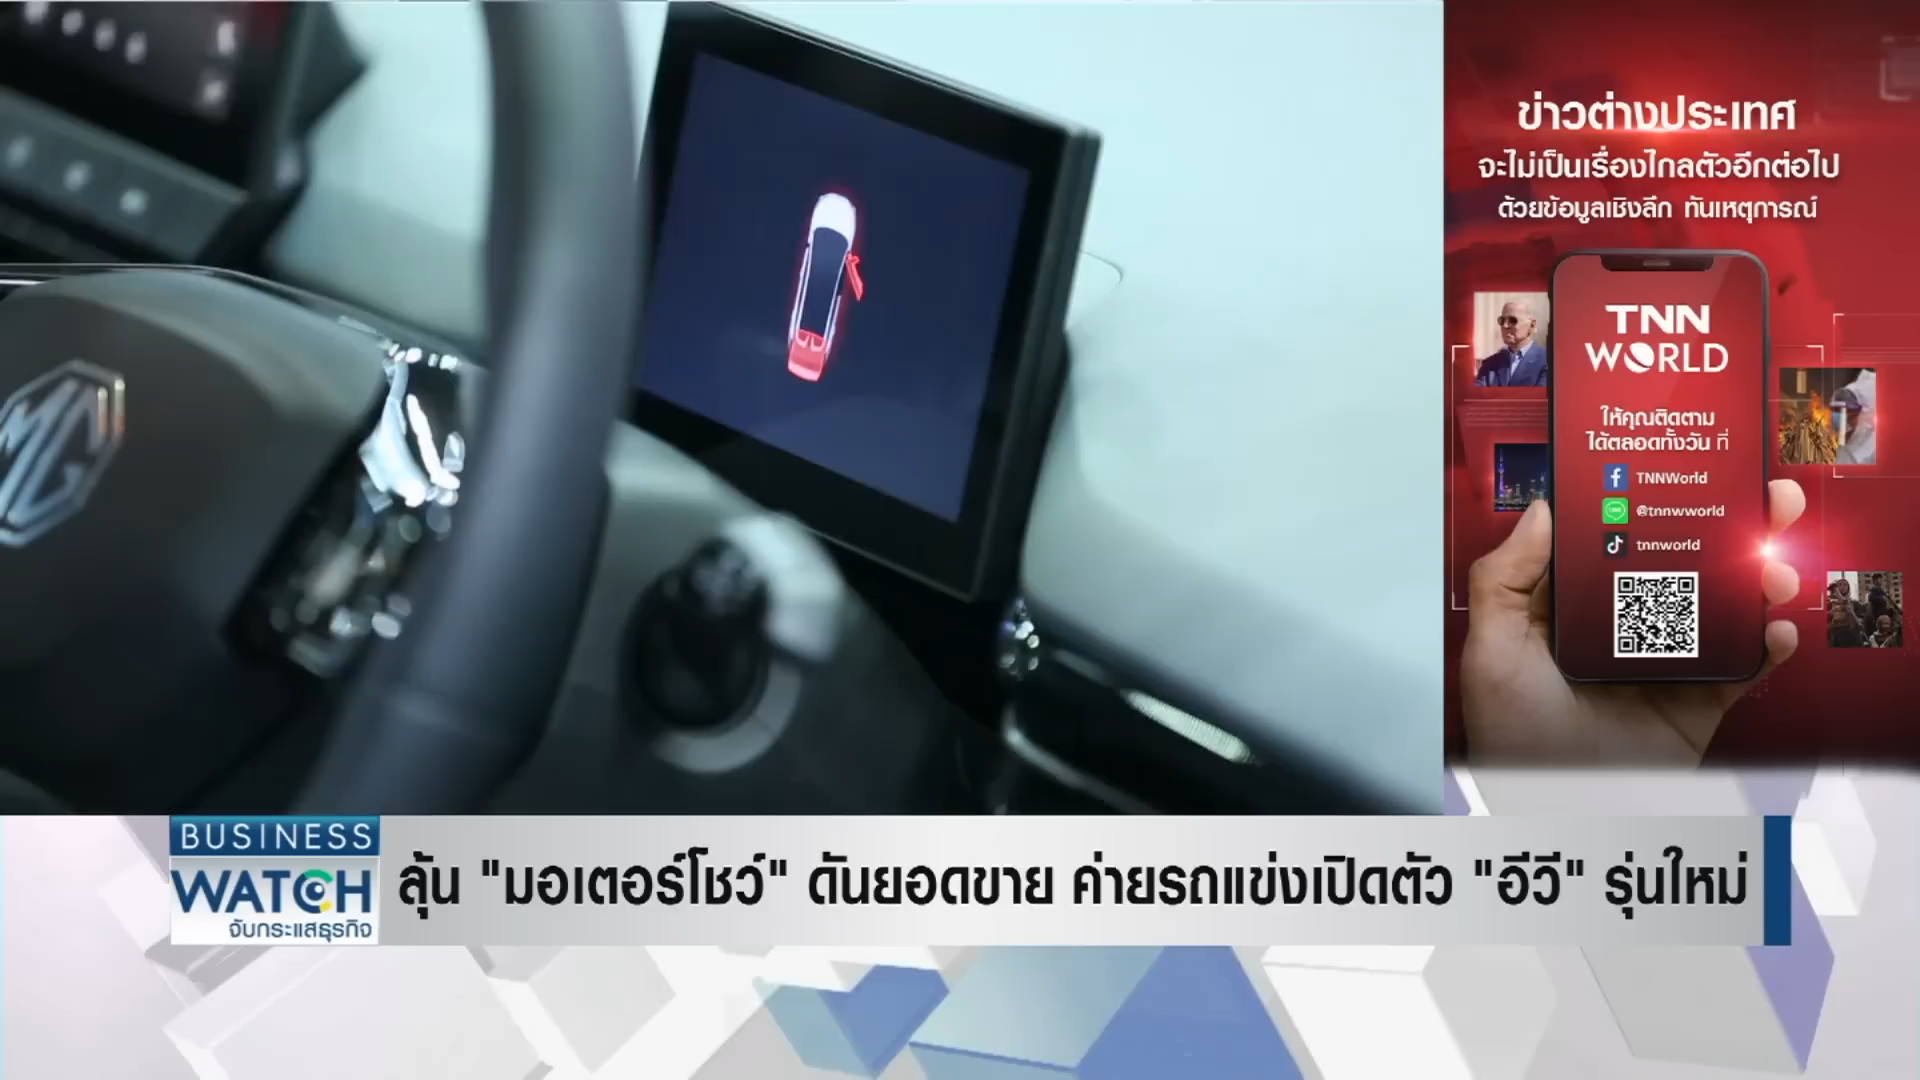 MG
ข่าวต่างประเทศ
จะไม่เป็นเรื่องไกลตัวอีกต่อไป
ด้วยข้อมูลเชิงลึก ทันเหตุการณ์
TNN
WORLD
ให้คุณติดตาม
ได้ตลอดทั้งวัน ที่
TNNWorld
@tnnwworld
tnnworld
BUSINESS
WATCH
จับกระแสธุรกิจ
ลุ้น "มอเตอร์โชว์" ดันยอดขาย ค่ายรถแข่งเปิดตัว "อีวี" รุ่นใหม่